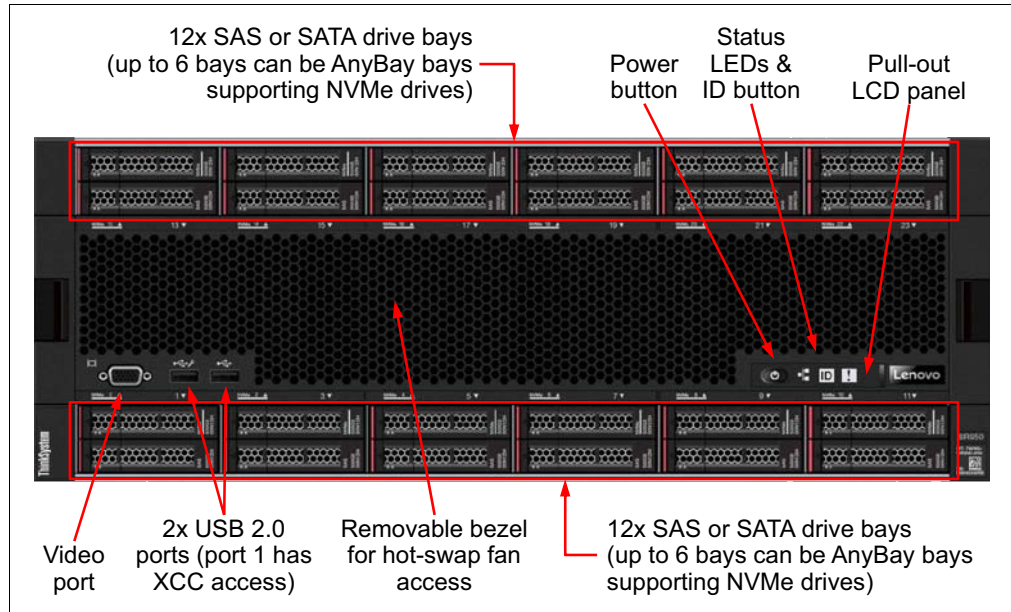 12x SAS or SATA drive bays
(up to 6 bays can be AnyBay bays
supporting NVMe drives)
Power
button
Status
LEDs &
ID button
Pull-out
LCD panel
13 15 17 19 21 23
ID
Lenovo
1 3 5 7 9 11
ThinkSystem
SR950
Video
port
2x USB 2.0
ports (port 1 has
XCC access)
Removable bezel
for hot-swap fan
access
12x SAS or SATA drive bays
(up to 6 bays can be AnyBay bays
supporting NVMe drives)